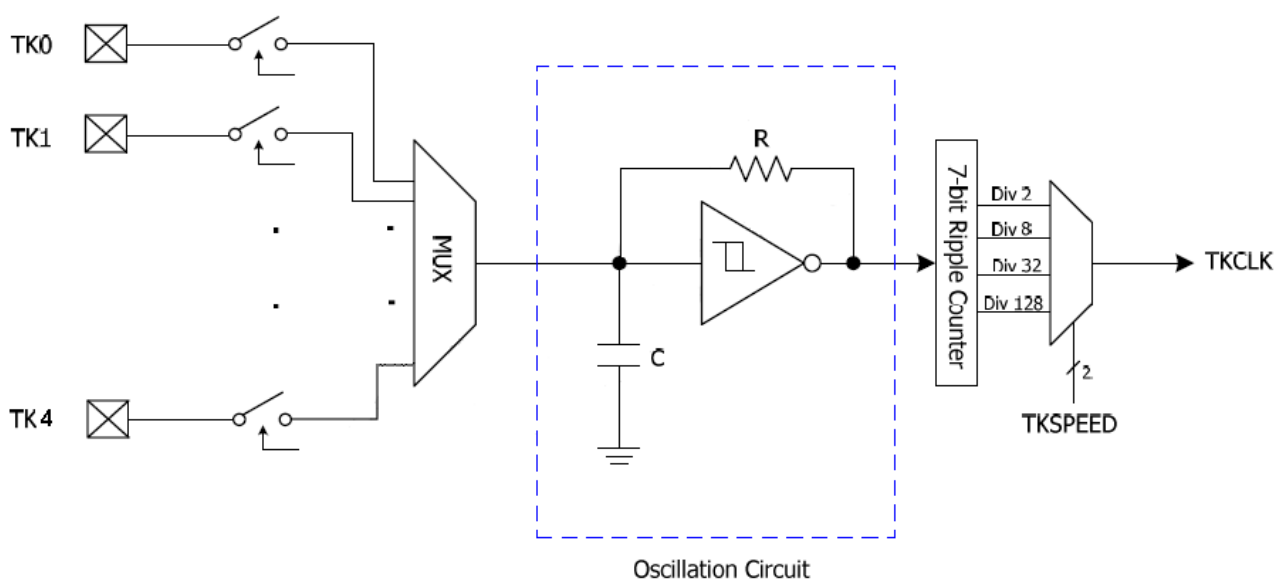 TK0
TK1
TK4
MUX
R
C
Oscillation Circuit
7-bit Ripple Counter
Div 2
Div 8
Div 32
Div 128
2
TKSPEED
TKCLK